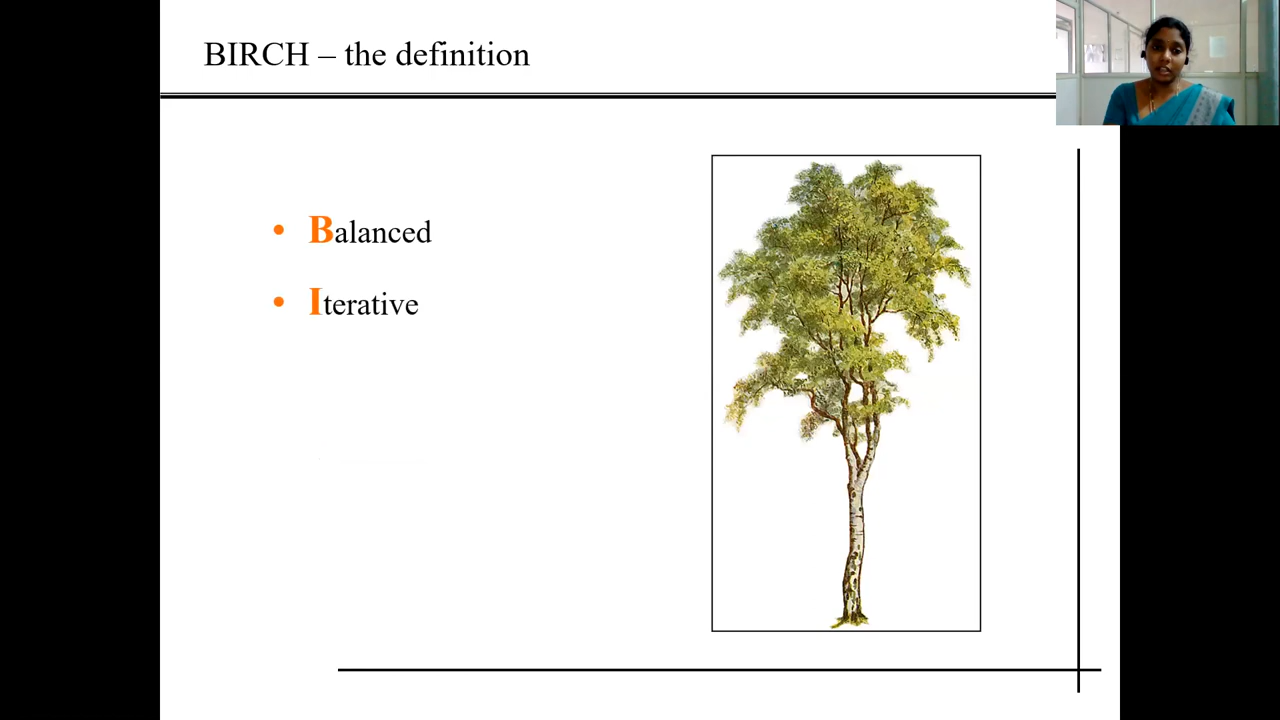 BIRCH – the definition
• Balanced
• Iterative